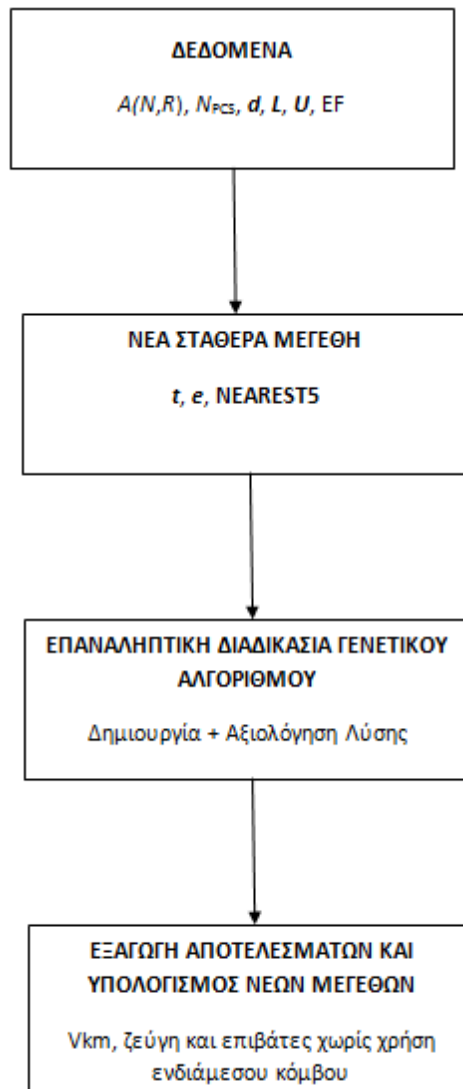 ΔΕΔΟΜΕΝΑ
A(N,R), NPCS, d, L, U, EF
ΝΕΑ ΣΤΑΘΕΡΑ ΜΕΓΕΘΗ
t, e, NEAREST5
ΕΠΑΝΑΛΗΠΤΙΚΗ ΔΙΑΔΙΚΑΣΙΑ ΓΕΝΕΤΙΚΟΥ
ΑΛΓΟΡΙΘΜΟΥ
Δημιουργία + Αξιολόγηση Λύσης
ΕΞΑΓΩΓΗ ΑΠΟΤΕΛΕΣΜΑΤΩΝ ΚΑΙ
ΥΠΟΛΟΓΙΣΜΟΣ ΝΕΩΝ ΜΕΓΕΘΩΝ
Vkm, ζεύγη και επιβάτες χωρίς χρήση
ενδιάμεσου κόμβου